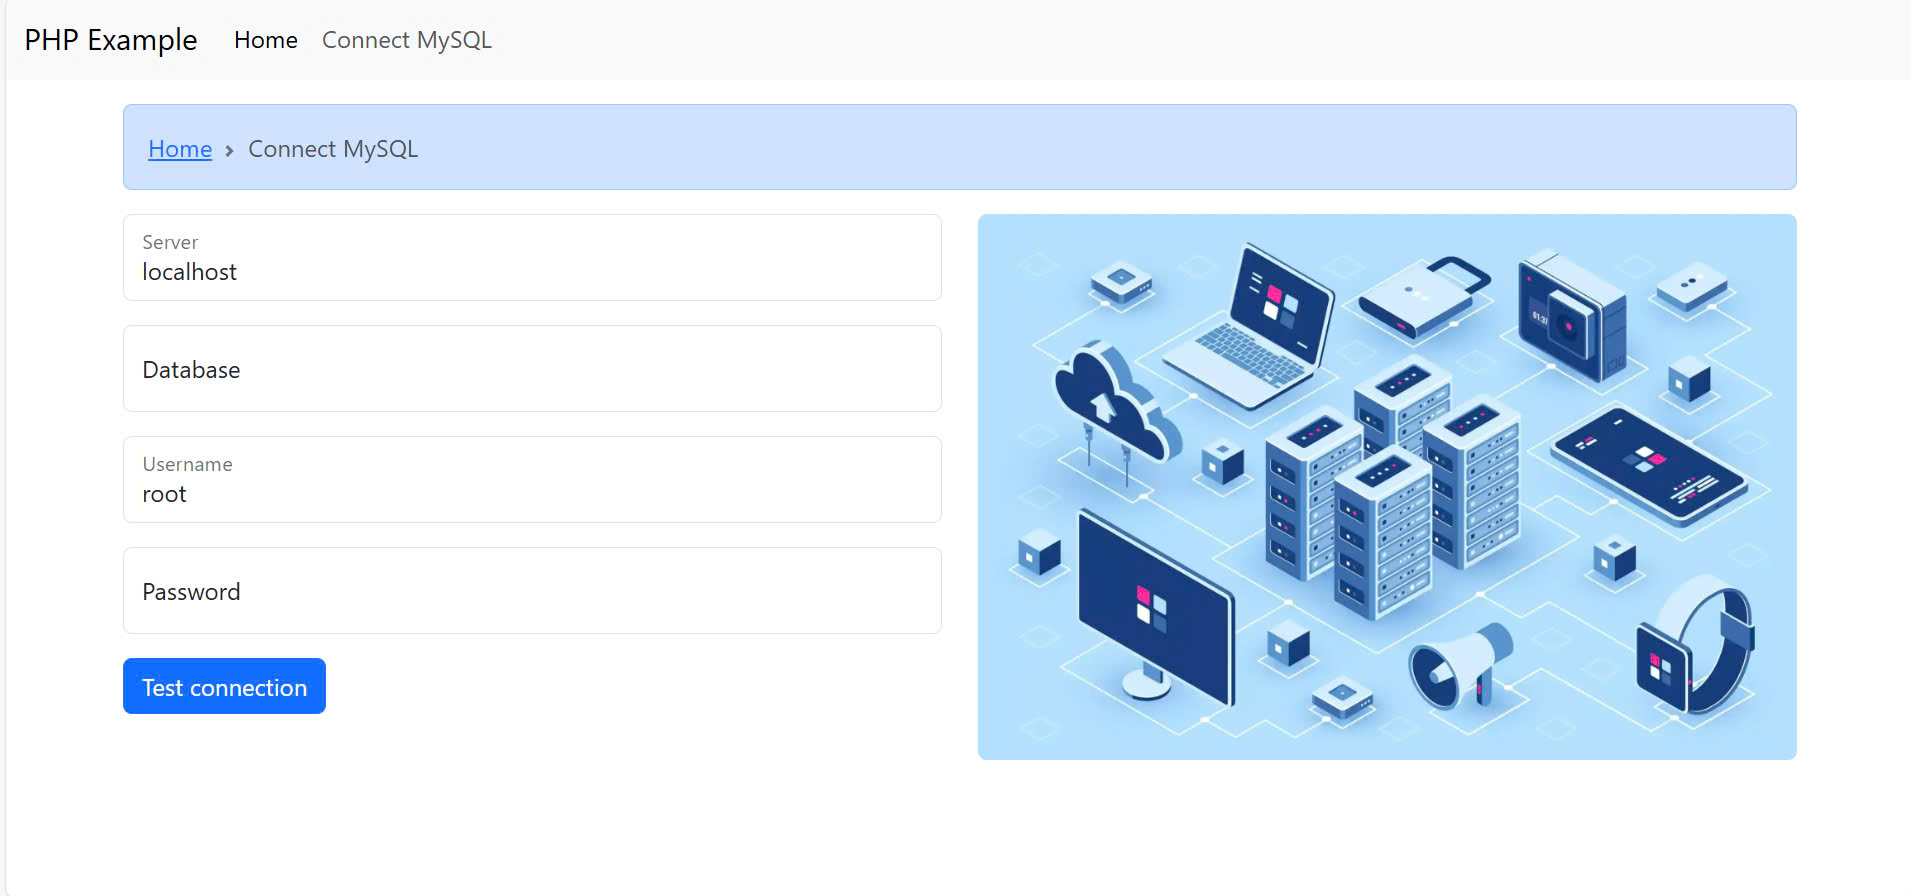 PHP Example Home Connect MySQL
Home › Connect MySQL
Server
localhost
Database
Username
root
Password
Test connection
01:37